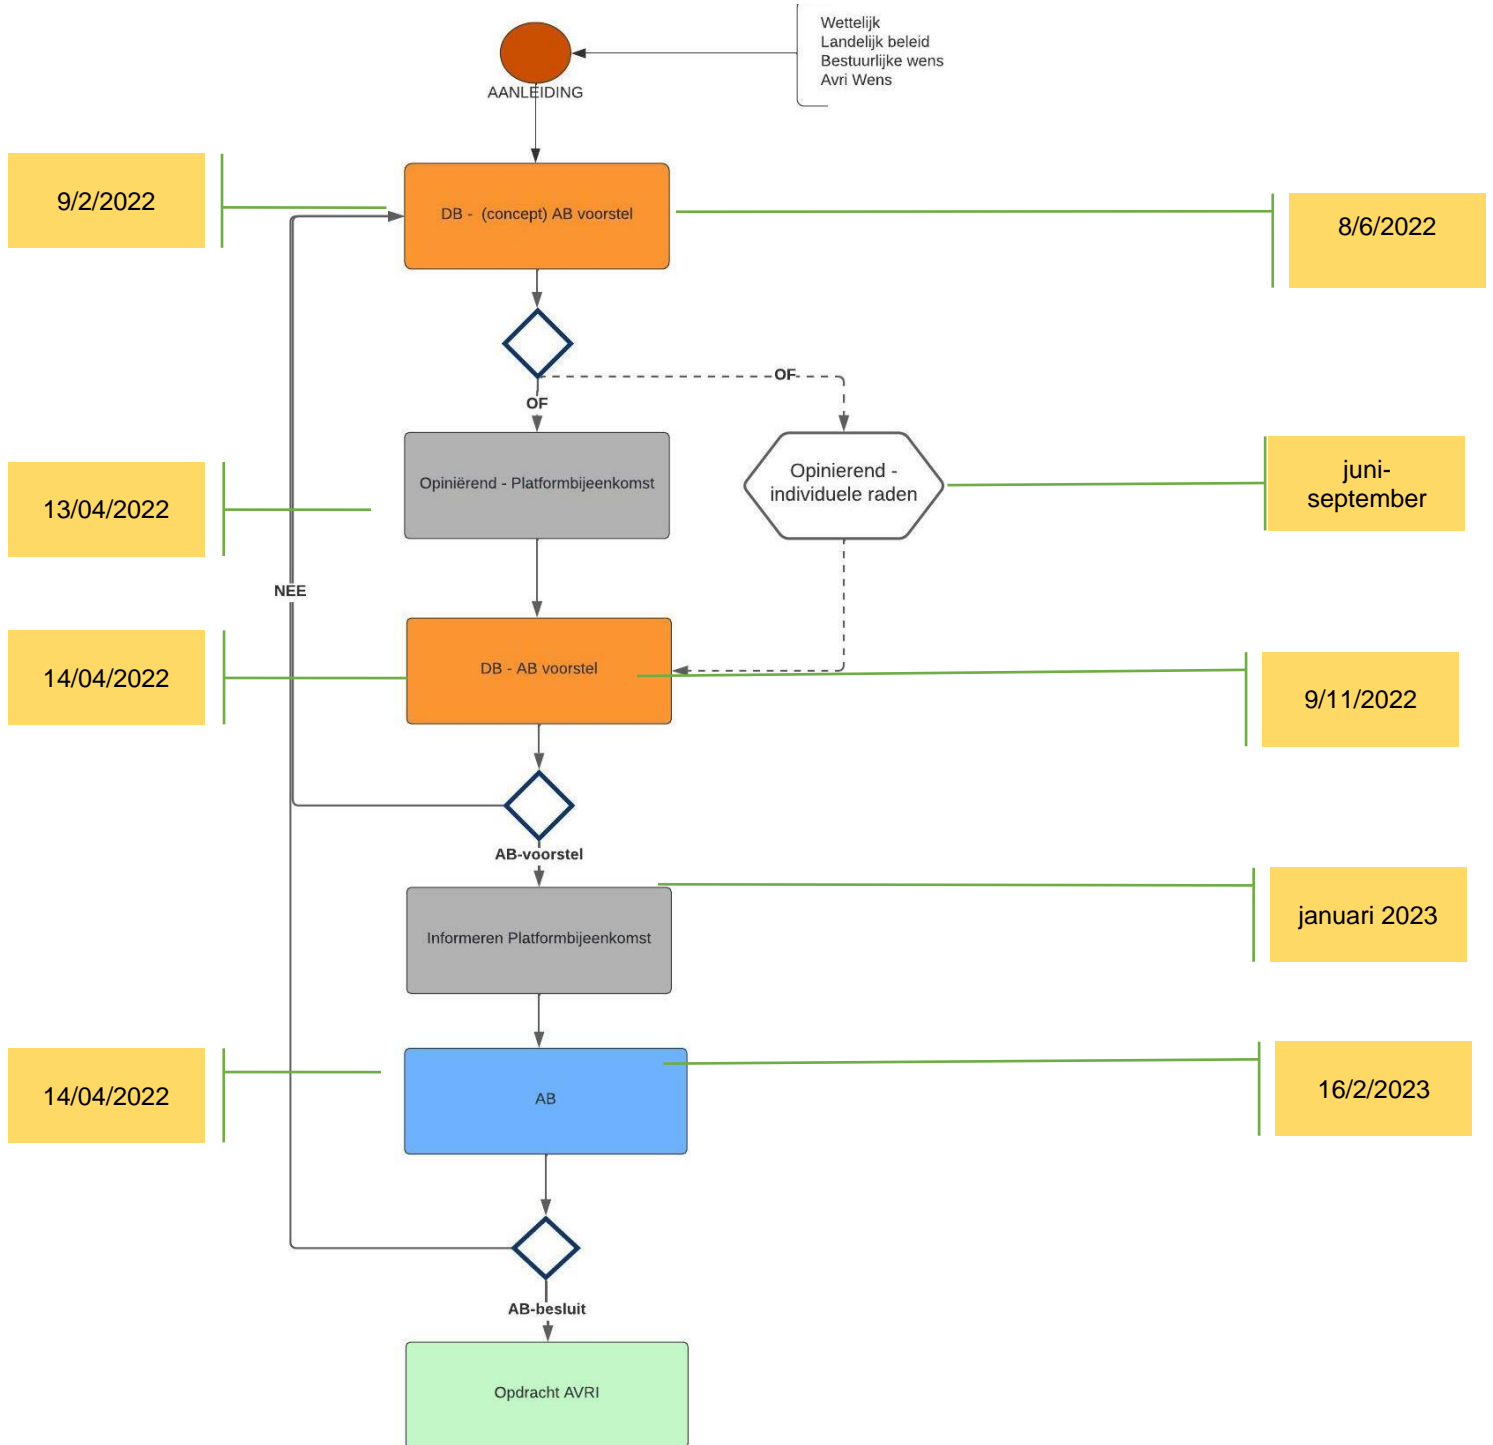 Wettelijk
Landelijk beleid
Bestuurlijke wens
Avri Wens
AANLEIDING
9/2/2022
DB - (concept) AB voorstel
8/6/2022
OF
OF
Opiniërend - Platformbijeenkomst
Opinierend -
individuele raden
juni-
september
13/04/2022
NEE
14/04/2022
DB - AB voorstel
9/11/2022
AB-voorstel
Informeren Platformbijeenkomst
januari 2023
14/04/2022
AB
16/2/2023
AB-besluit
Opdracht AVRI